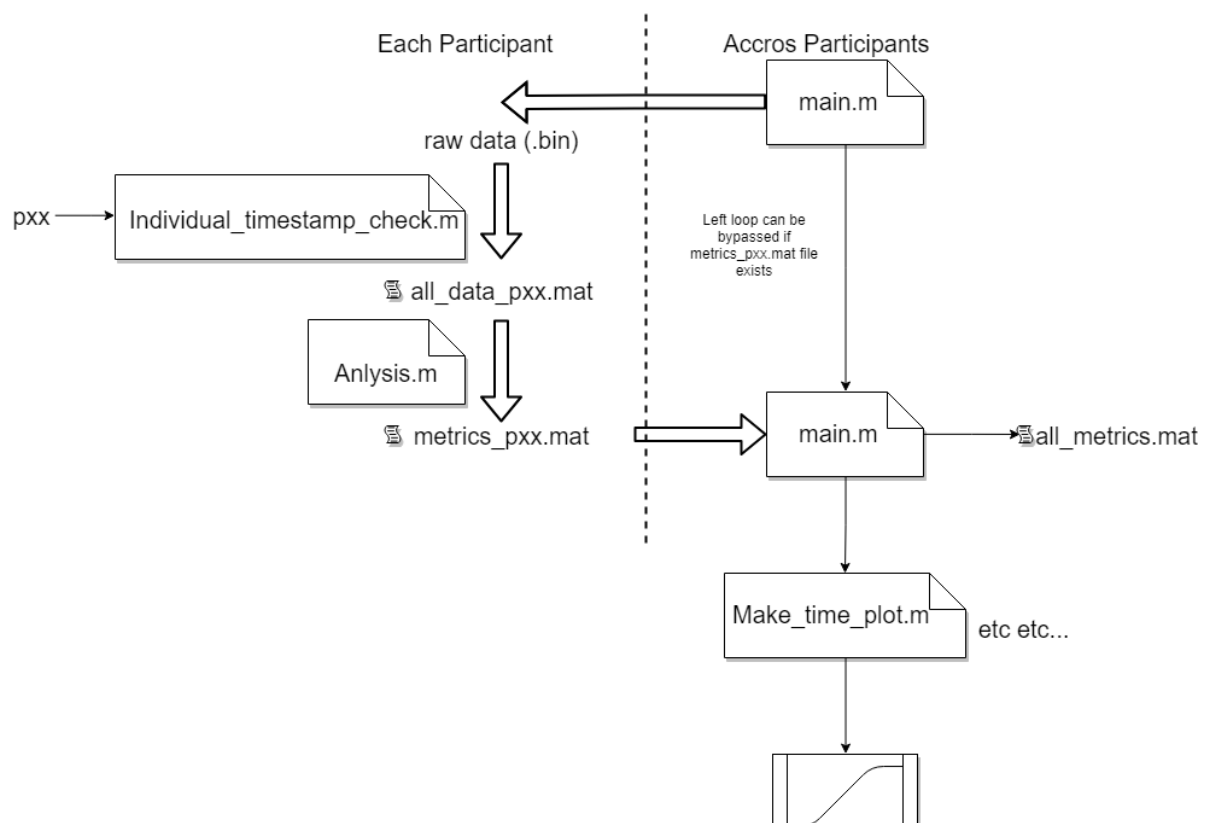 Each Participant
Accros Participants
main.m
raw data (.bin)
pxx
Individual_timestamp_check.m
Left loop can be
bypassed if
metrics_pxx.mat file
exists
all_data_pxx.mat
Anlysis.m
metrics_pxx.mat
main.m
all_metrics.mat
Make_time_plot.m
etc etc...